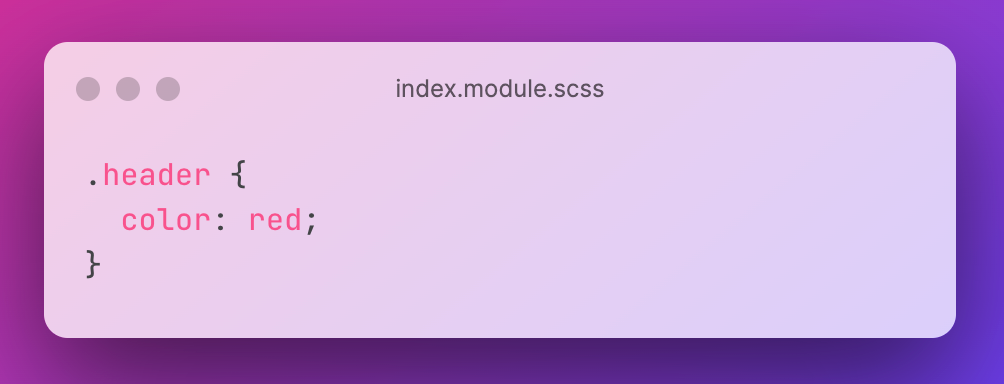 index.module.scss
.header {
  color: red;
}